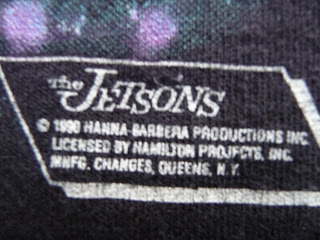 The JETSONS
© 1990 HANNA-BARBERA PRODUCTIONS INC.
LICENSED BY HAMILTON PROJECTS, INC.
MNFG. CHANGES, QUEENS, N.Y.